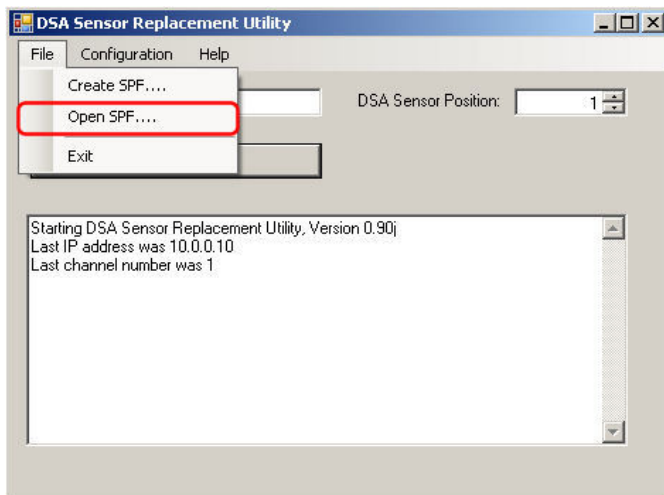 DSA Sensor Replacement Utility
File Configuration Help
Create SPF....
DSA Sensor Position: 1
Open SPF....
Exit
Starting DSA Sensor Replacement Utility, Version 0.90j
Last IP address was 10.0.0.10
Last channel number was 1